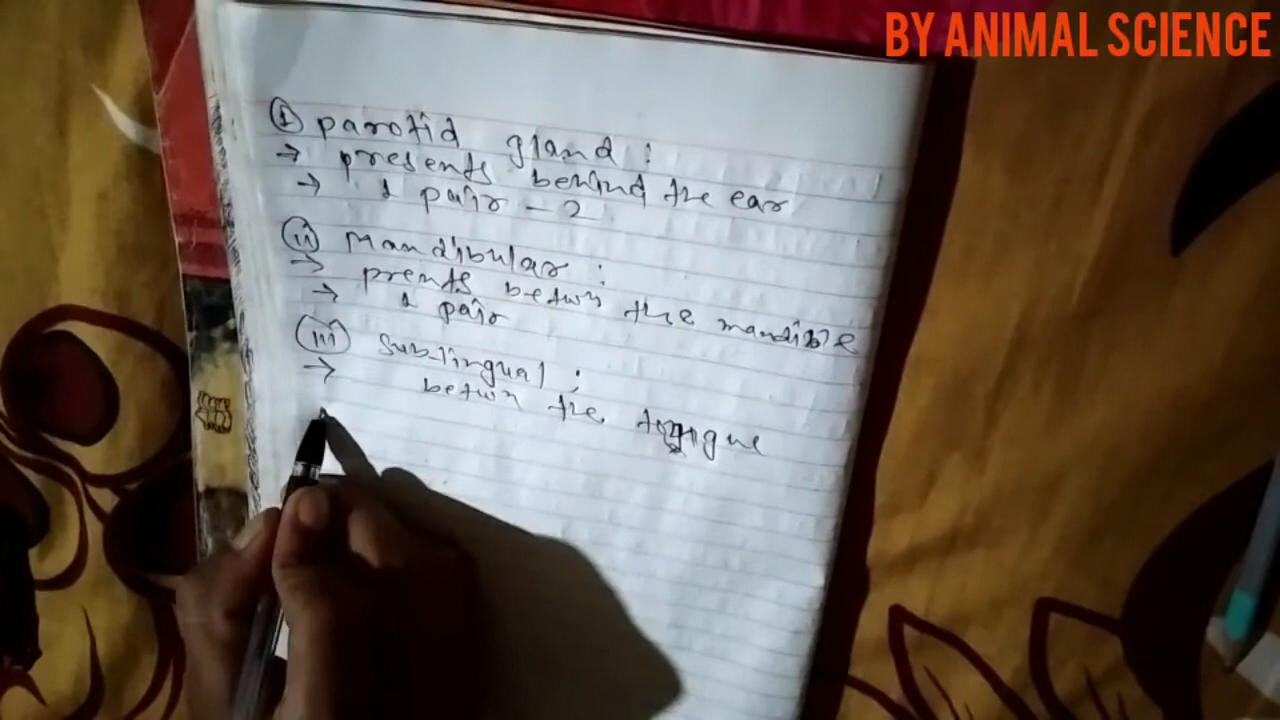 BY ANIMAL SCIENCE
(i) parotid gland :
→ presents behind the ear
→ 1 pair - 2
(ii) Mandibular :
→ prents betwn the mandible
→ 1 pair
(iii) Sub-lingual :
→ betwn the